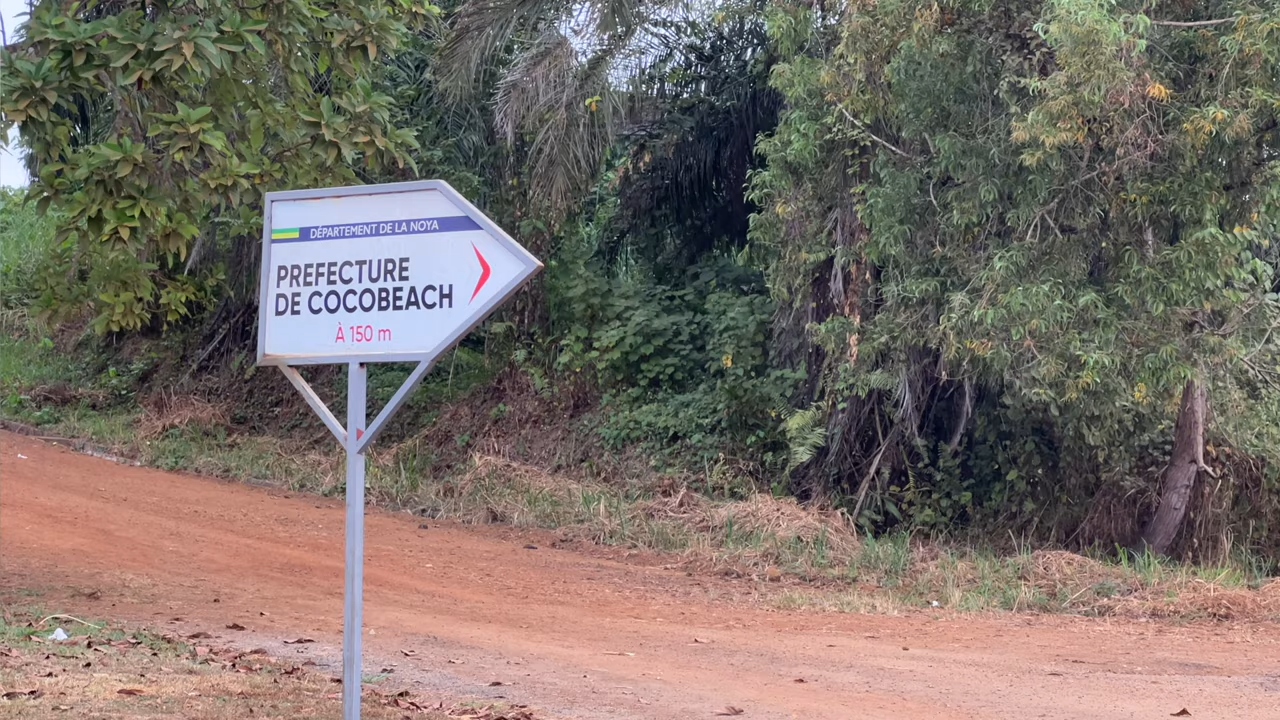 DÉPARTEMENT DE LA NOYA
PREFECTURE
DE COCOBEACH
À 150 m